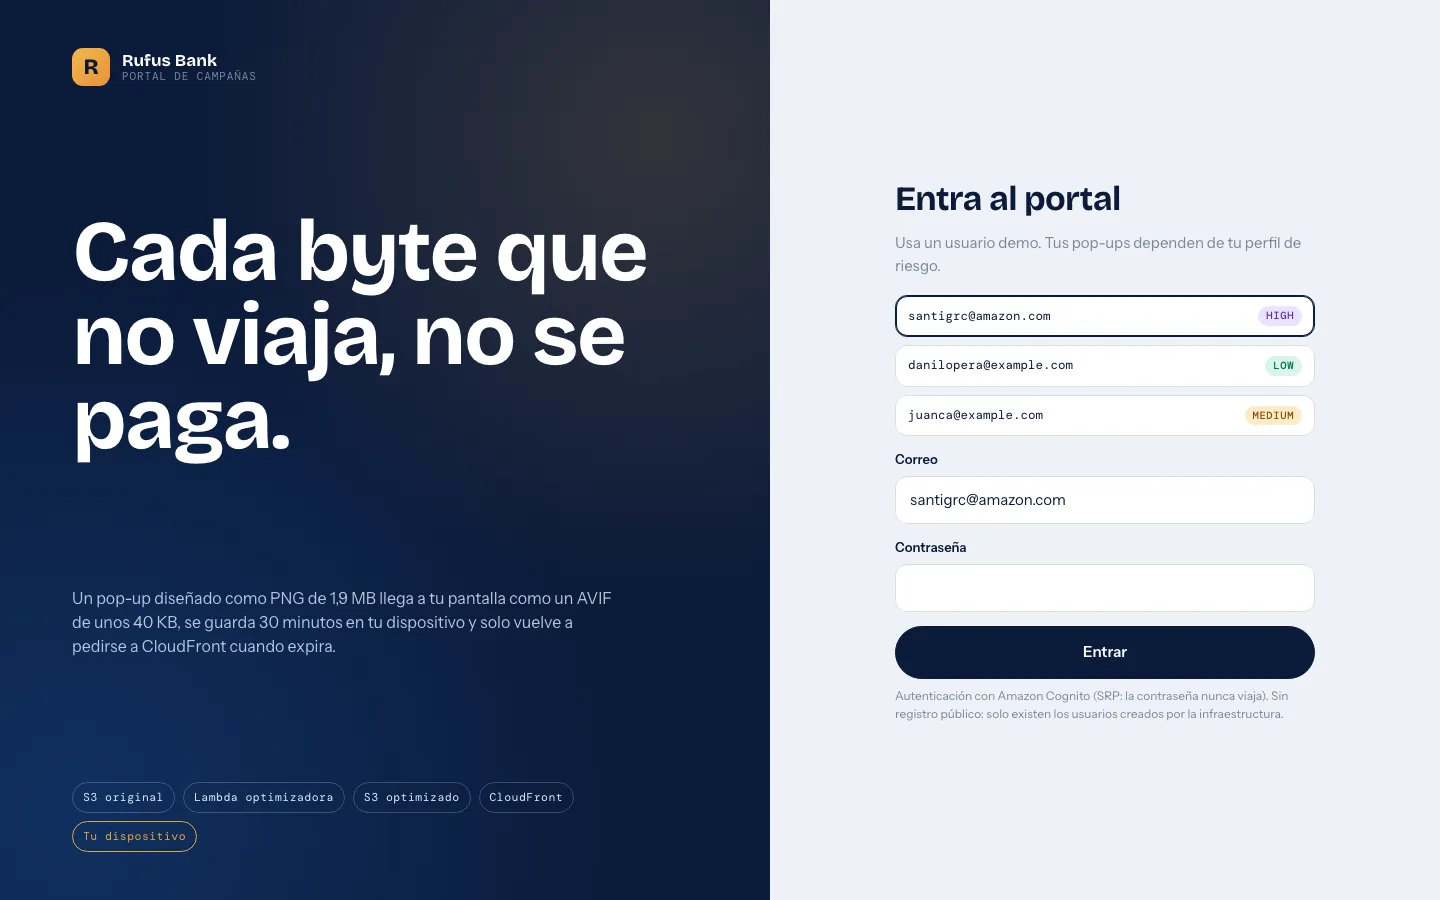 R
Rufus Bank
PORTAL DE CAMPAÑAS
Cada byte que
no viaja, no se
paga.
Un pop-up diseñado como PNG de 1,9 MB llega a tu pantalla como un AVIF
de unos 40 KB, se guarda 30 minutos en tu dispositivo y solo vuelve a
pedirse a CloudFront cuando expira.
S3 original
Lambda optimizadora
S3 optimizado
CloudFront
Tu dispositivo
Entra al portal
Usa un usuario demo. Tus pop-ups dependen de tu perfil de
riesgo.
santigrc@amazon.com HIGH
danilopera@example.com LOW
juanca@example.com MEDIUM
Correo
santigrc@amazon.com
Contraseña
Entrar
Autenticación con Amazon Cognito (SRP: la contraseña nunca viaja). Sin
registro público: solo existen los usuarios creados por la infraestructura.